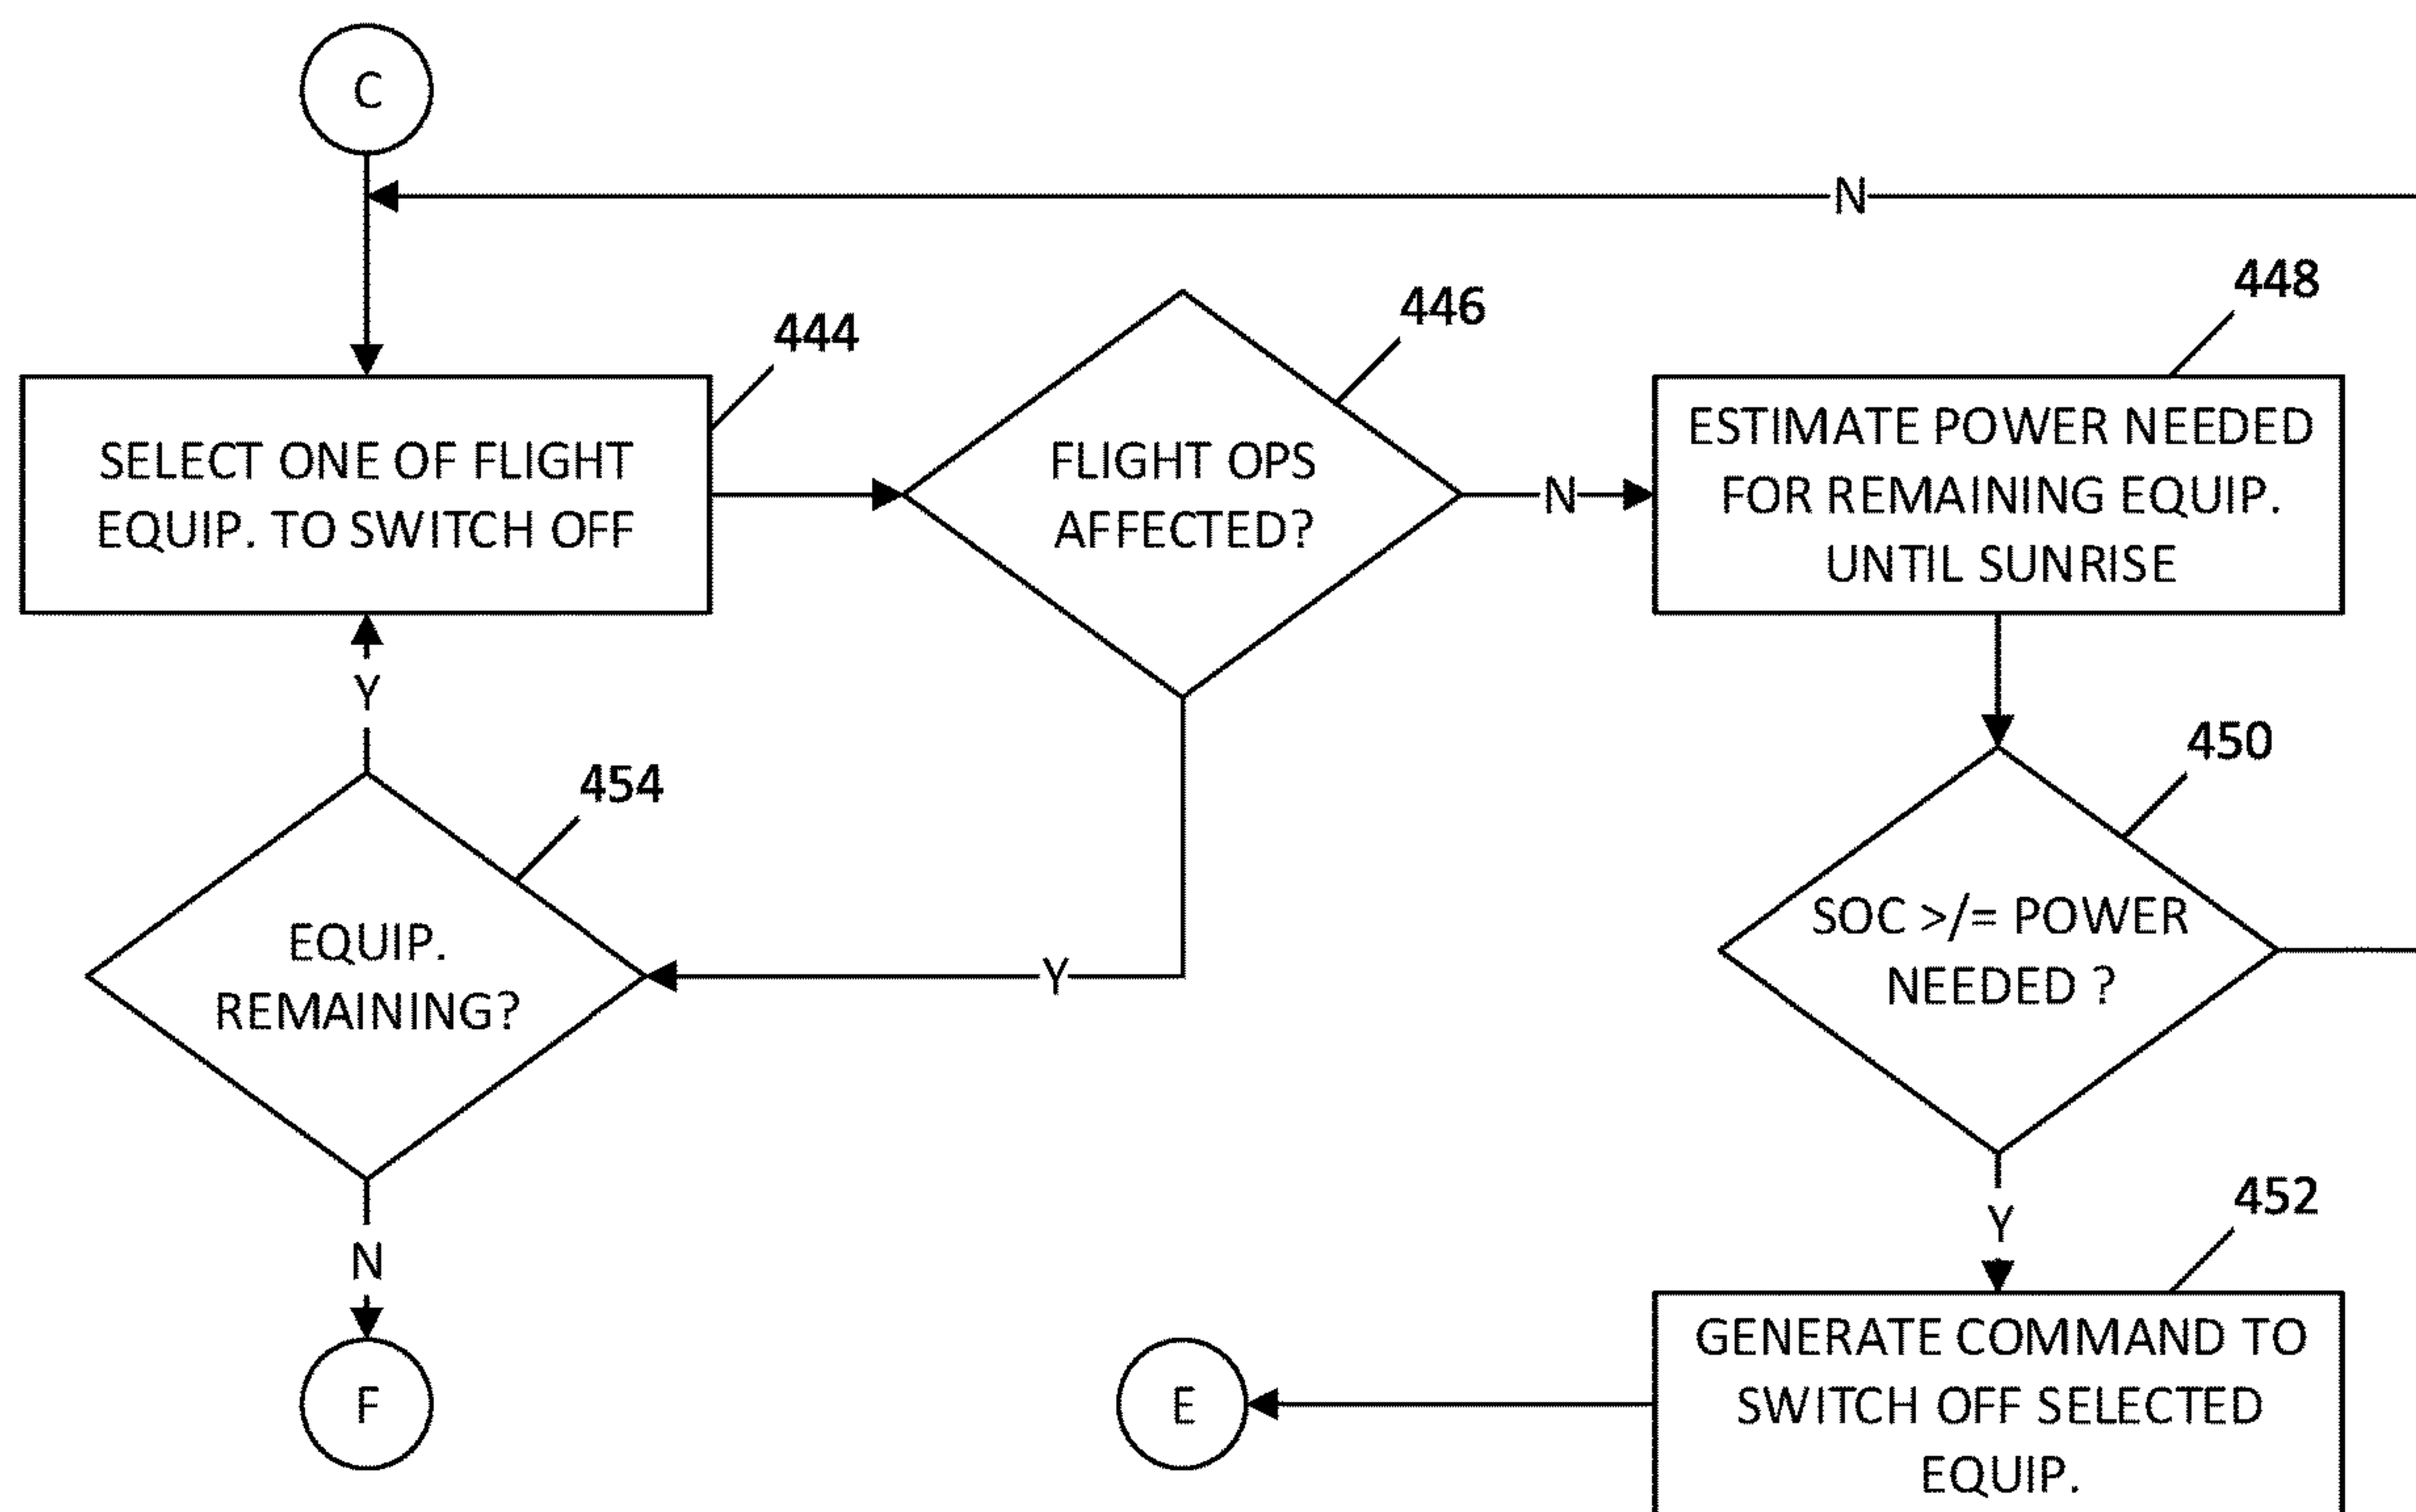 C
N
448
446
444
SELECT ONE OF FLIGHT
EQUIP. TO SWITCH OFF
FLIGHT OPS
AFFECTED?
N
ESTIMATE POWER NEEDED
FOR REMAINING EQUIP.
UNTIL SUNRISE
Y
454
450
EQUIP.
REMAINING?
Y
SOC >/= POWER
NEEDED ?
N
Y
452
F
E
GENERATE COMMAND TO
SWITCH OFF SELECTED
EQUIP.